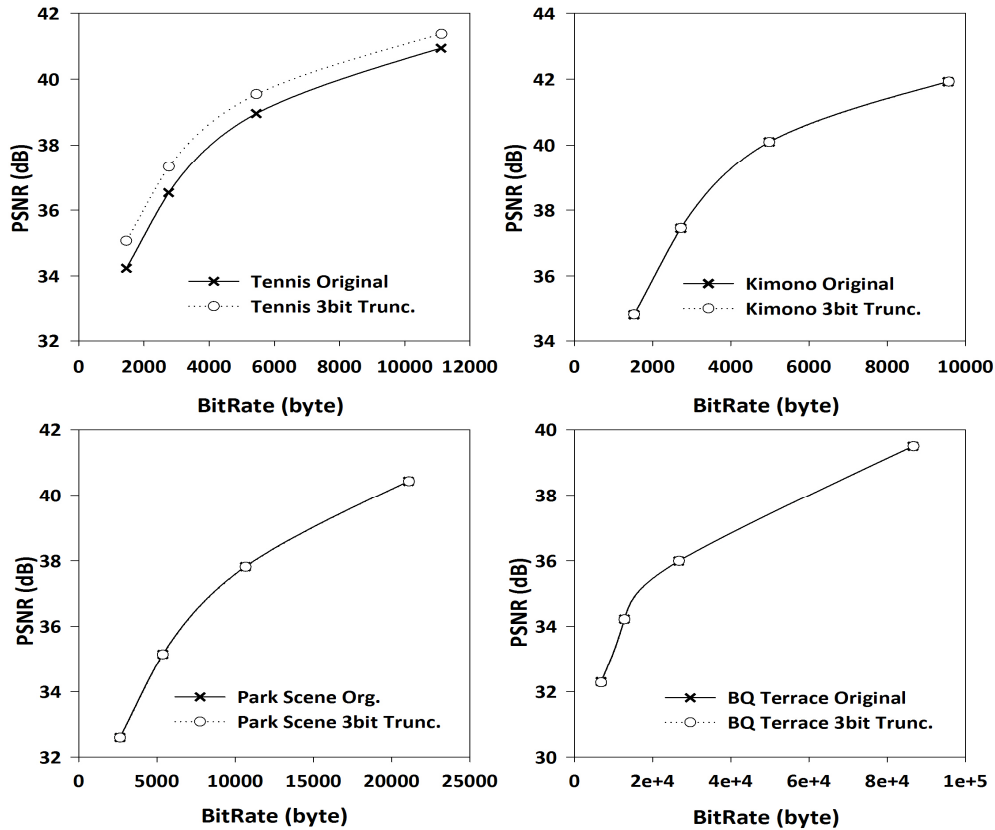 42
40
38
36
34
32
PSNR (dB)
Tennis Original
Tennis 3bit Trunc.
0 2000 4000 6000 8000 10000 12000
BitRate (byte)
44
42
40
38
36
34
PSNR (dB)
Kimono Original
Kimono 3bit Trunc.
0 2000 4000 6000 8000 10000
BitRate (byte)
42
40
38
36
34
32
PSNR (dB)
Park Scene Org.
Park Scene 3bit Trunc.
0 5000 10000 15000 20000 25000
BitRate (byte)
40
38
36
34
32
30
PSNR (dB)
BQ Terrace Original
BQ Terrace 3bit Trunc.
0 2e+4 4e+4 6e+4 8e+4 1e+5
BitRate (byte)